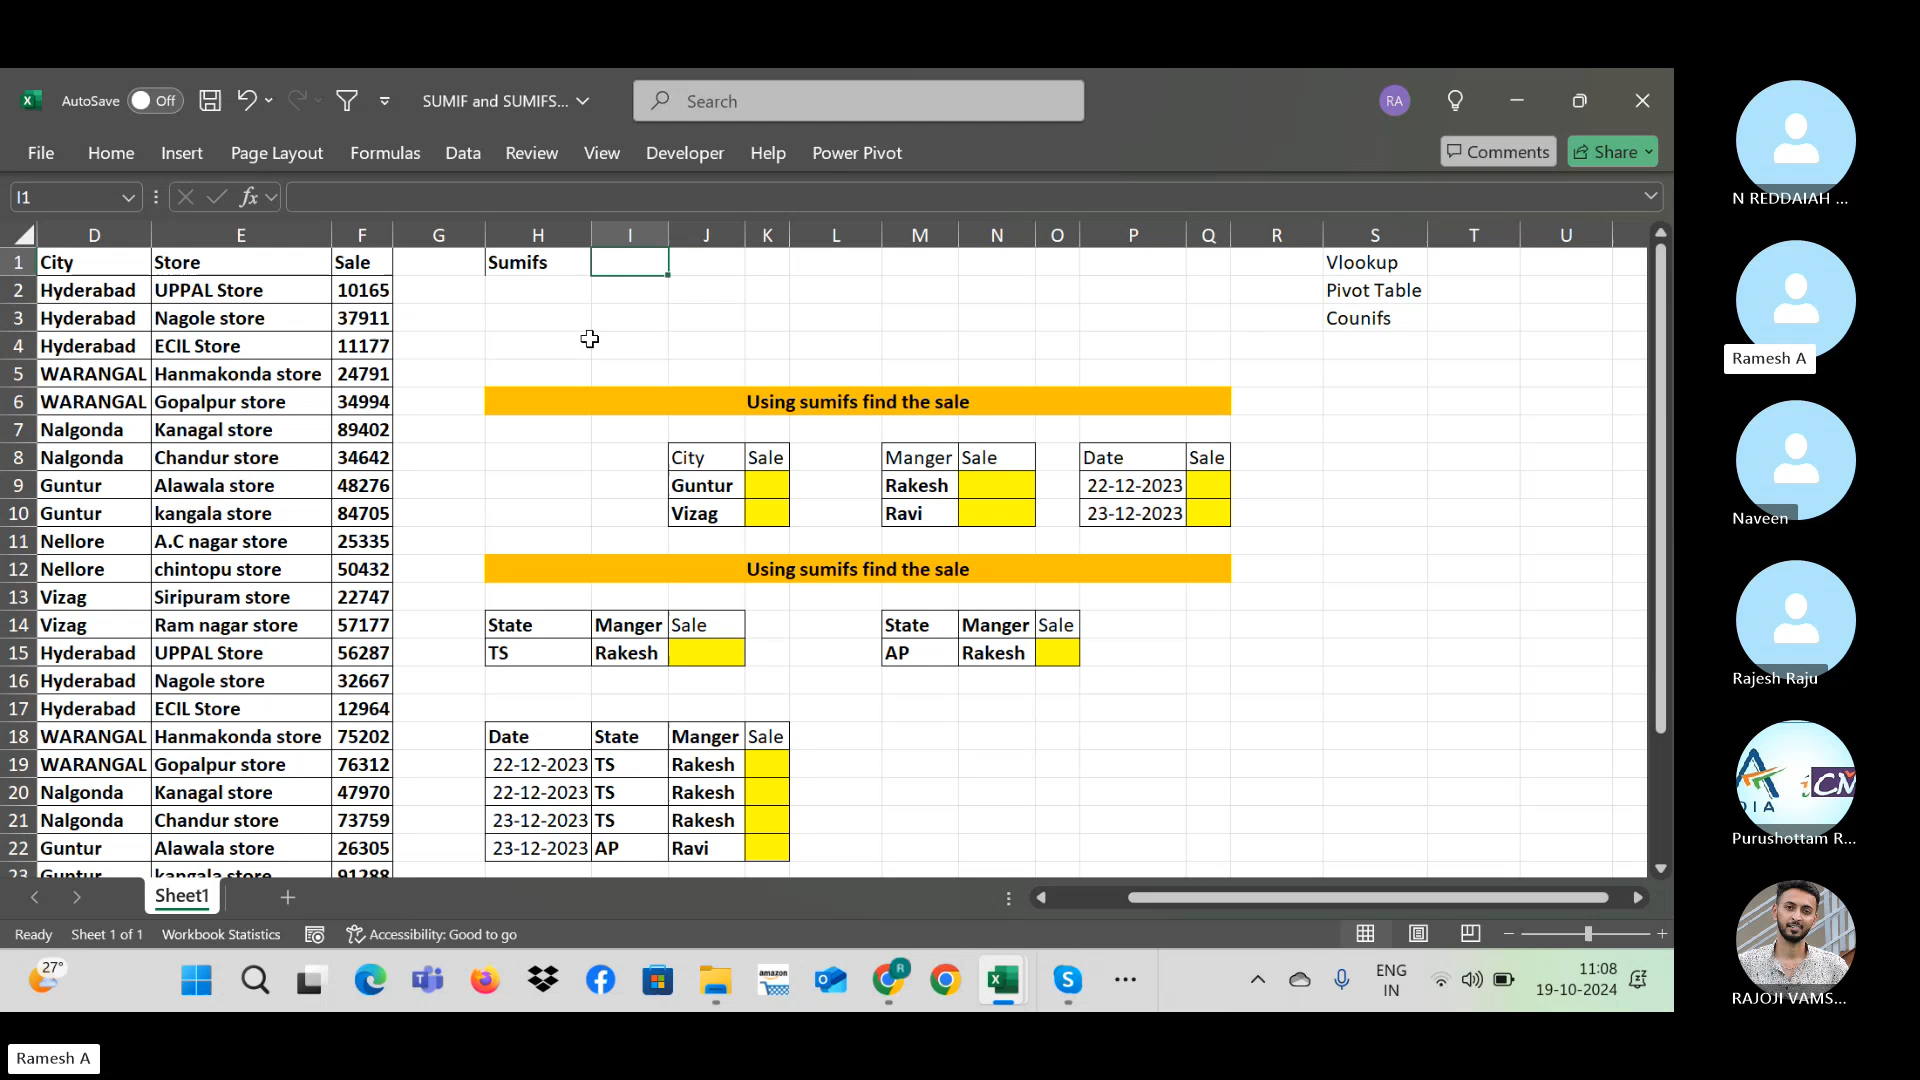 AutoSave Off SUMIF and SUMIFS... Search RA
File Home Insert Page Layout Formulas Data Review View Developer Help Power Pivot Comments Share
I1 fx
D E F G H I J K L M N O P Q R S T U
1 City Store Sale Sumifs Vlookup
2 Hyderabad UPPAL Store 10165 Pivot Table
3 Hyderabad Nagole store 37911 Counifs
4 Hyderabad ECIL Store 11177
5 WARANGAL Hanmakonda store 24791
6 WARANGAL Gopalpur store 34994 Using sumifs find the sale
7 Nalgonda Kanagal store 89402
8 Nalgonda Chandur store 34642 City Sale Manger Sale Date Sale
9 Guntur Alawala store 48276 Guntur Rakesh 22-12-2023
10 Guntur kangala store 84705 Vizag Ravi 23-12-2023
11 Nellore A.C nagar store 25335
12 Nellore chintopu store 50432 Using sumifs find the sale
13 Vizag Siripuram store 22747
14 Vizag Ram nagar store 57177 State Manger Sale State Manger Sale
15 Hyderabad UPPAL Store 56287 TS Rakesh AP Rakesh
16 Hyderabad Nagole store 32667
17 Hyderabad ECIL Store 12964
18 WARANGAL Hanmakonda store 75202 Date State Manger Sale
19 WARANGAL Gopalpur store 76312 22-12-2023 TS Rakesh
20 Nalgonda Kanagal store 47970 22-12-2023 TS Rakesh
21 Nalgonda Chandur store 73759 23-12-2023 TS Rakesh
22 Guntur Alawala store 26305 23-12-2023 AP Ravi
23 Guntur kangala store 91288
Sheet1
Ready Sheet 1 of 1 Workbook Statistics Accessibility: Good to go
27° amazon R ENG 11:08
IN 19-10-2024
N REDDAIAH ...
Ramesh A
Naveen
Rajesh Raju
DIA iCM
Purushottam R...
RAJOJI VAMS...
Ramesh A